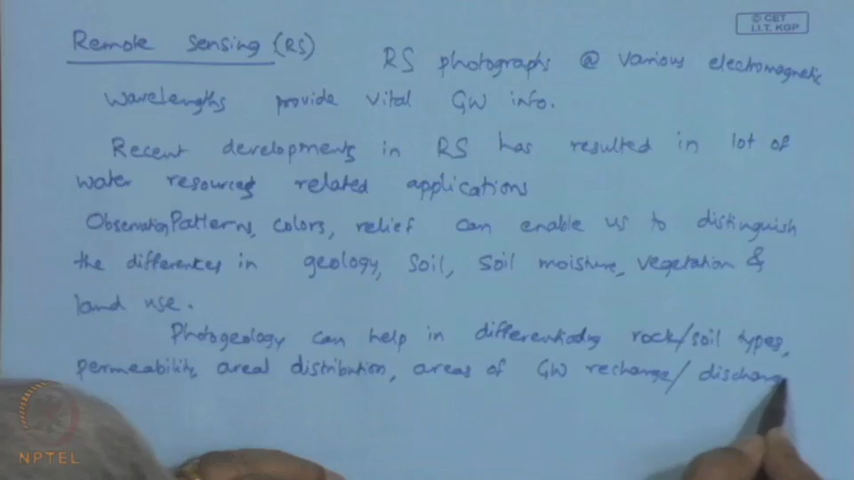 © CET
I.I.T. KGP
Remote Sensing (RS)
RS photographs @ various electromagnetic
wavelengths provide vital GW info.
Recent developments in RS has resulted in lot of
water resources related applications
Observation Patterns, colors, relief can enable us to distinguish
the differences in geology, soil, soil moisture, vegetation &
land use.
Photogeology can help in differentiating rock/soil types,
permeability, areal distribution, areas of GW recharge/ discharge
NPTEL